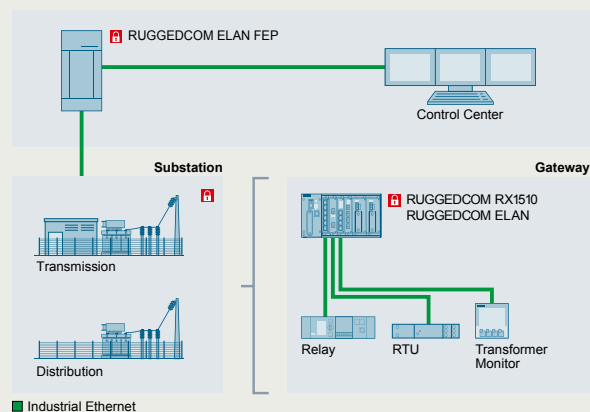 RUGGEDCOM ELAN FEP
Control Center
Substation
Gateway
RUGGEDCOM RX1510
RUGGEDCOM ELAN
Transmission
Relay
RTU
Transformer
Monitor
Distribution
Industrial Ethernet